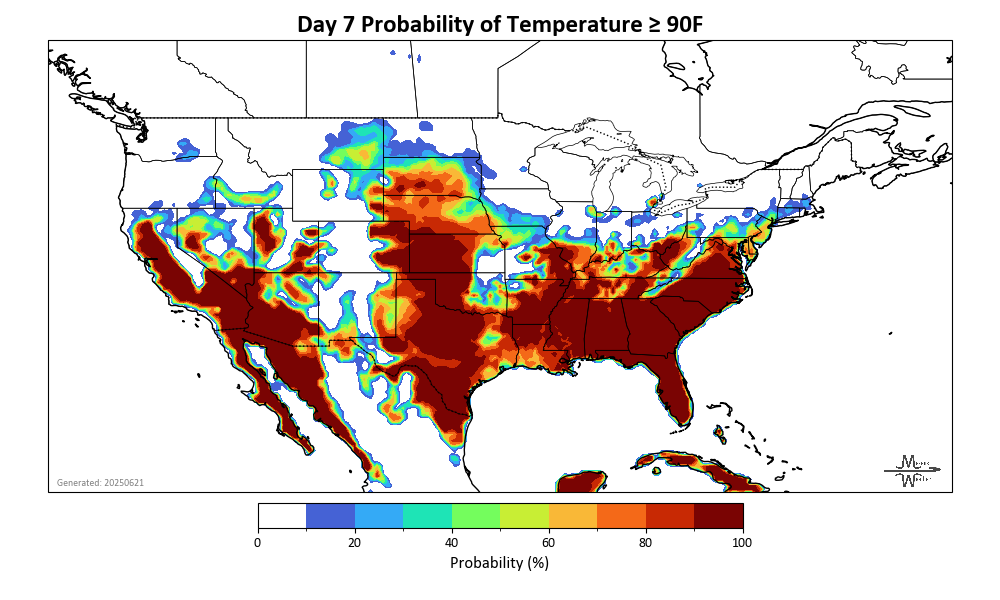 Day 7 Probability of Temperature ≥ 90F
Generated: 20250621
0 20 40 60 80 100
Probability (%)